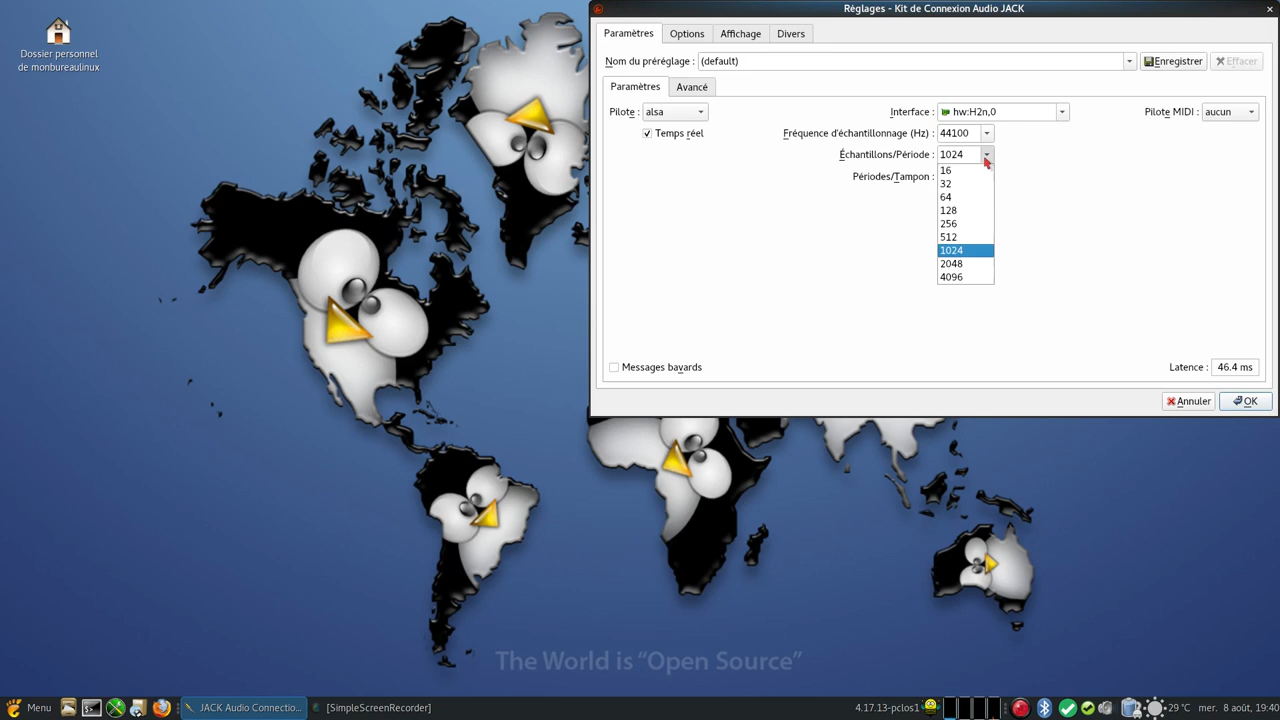 Réglages - Kit de Connexion Audio JACK
Dossier personnel
de monbureaulinux
Paramètres
Options
Affichage
Divers
Nom du préréglage :
(default)
Enregistrer
Effacer
Paramètres
Avancé
Pilote :
alsa
Interface :
hw:H2n,0
Pilote MIDI :
aucun
Temps réel
Fréquence d'échantillonnage (Hz) :
44100
Échantillons/Période :
1024
Périodes/Tampon :
16
32
64
128
256
512
1024
2048
4096
Messages bavards
Latence :
46.4 ms
Annuler
OK
The World is “Open Source”
Menu
JACK Audio Connectio...
[SimpleScreenRecorder]
4.17.13-pclos1
29 °C
mer. 8 août, 19:40